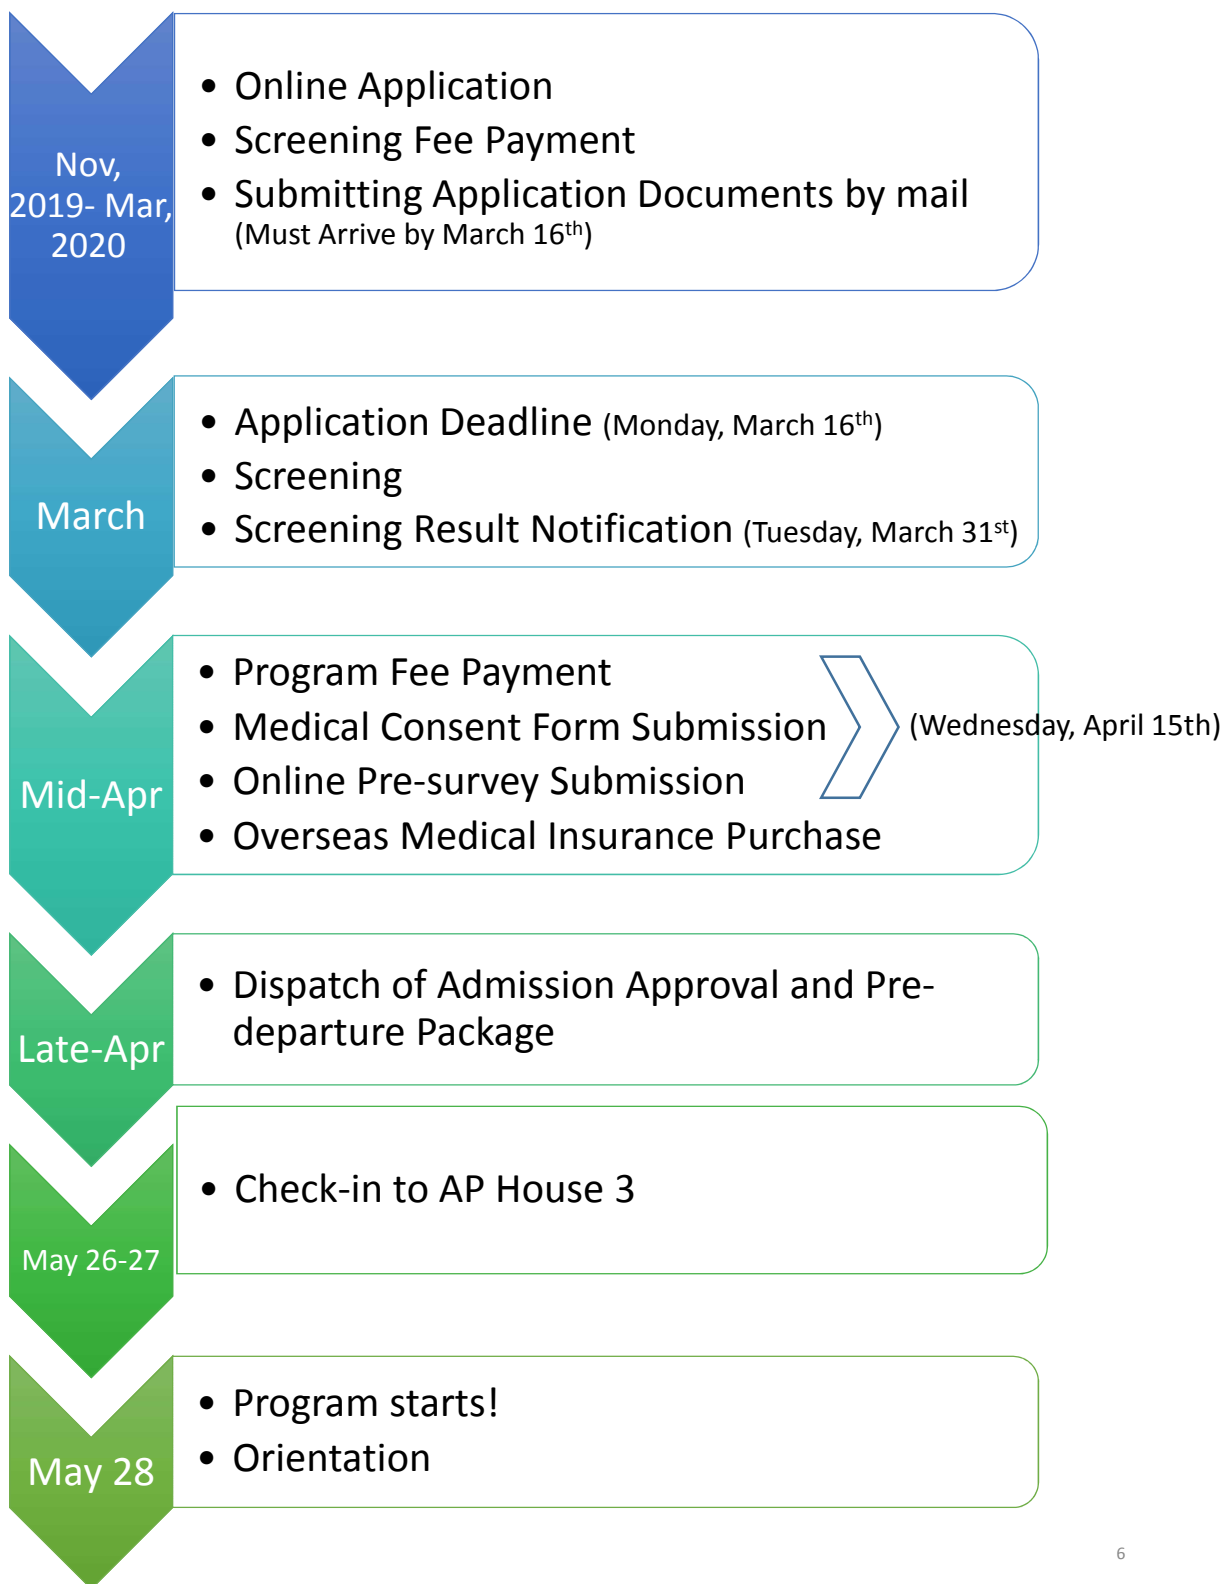 Nov,
2019- Mar,
2020
• Online Application
• Screening Fee Payment
• Submitting Application Documents by mail
(Must Arrive by March 16th)
March
• Application Deadline (Monday, March 16th)
• Screening
• Screening Result Notification (Tuesday, March 31st)
Mid-Apr
• Program Fee Payment
• Medical Consent Form Submission
(Wednesday, April 15th)
• Online Pre-survey Submission
• Overseas Medical Insurance Purchase
Late-Apr
• Dispatch of Admission Approval and Pre-
departure Package
May 26-27
• Check-in to AP House 3
May 28
• Program starts!
• Orientation
6